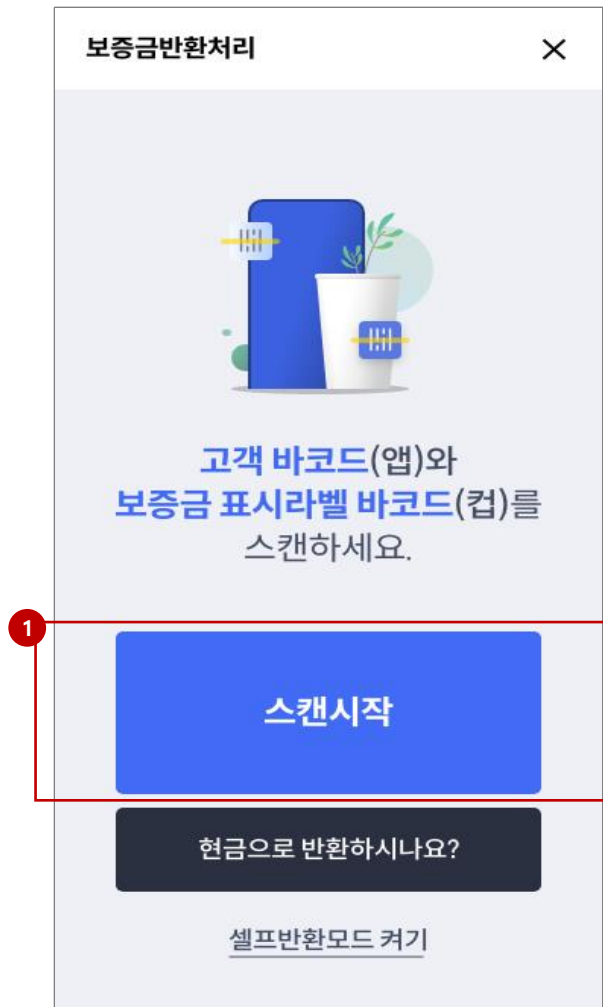 보증금반환처리
고객 바코드(앱)와
보증금 표시라벨 바코드(컵)를
스캔하세요.
1
스캔시작
현금으로 반환하시나요?
셀프반환모드 켜기